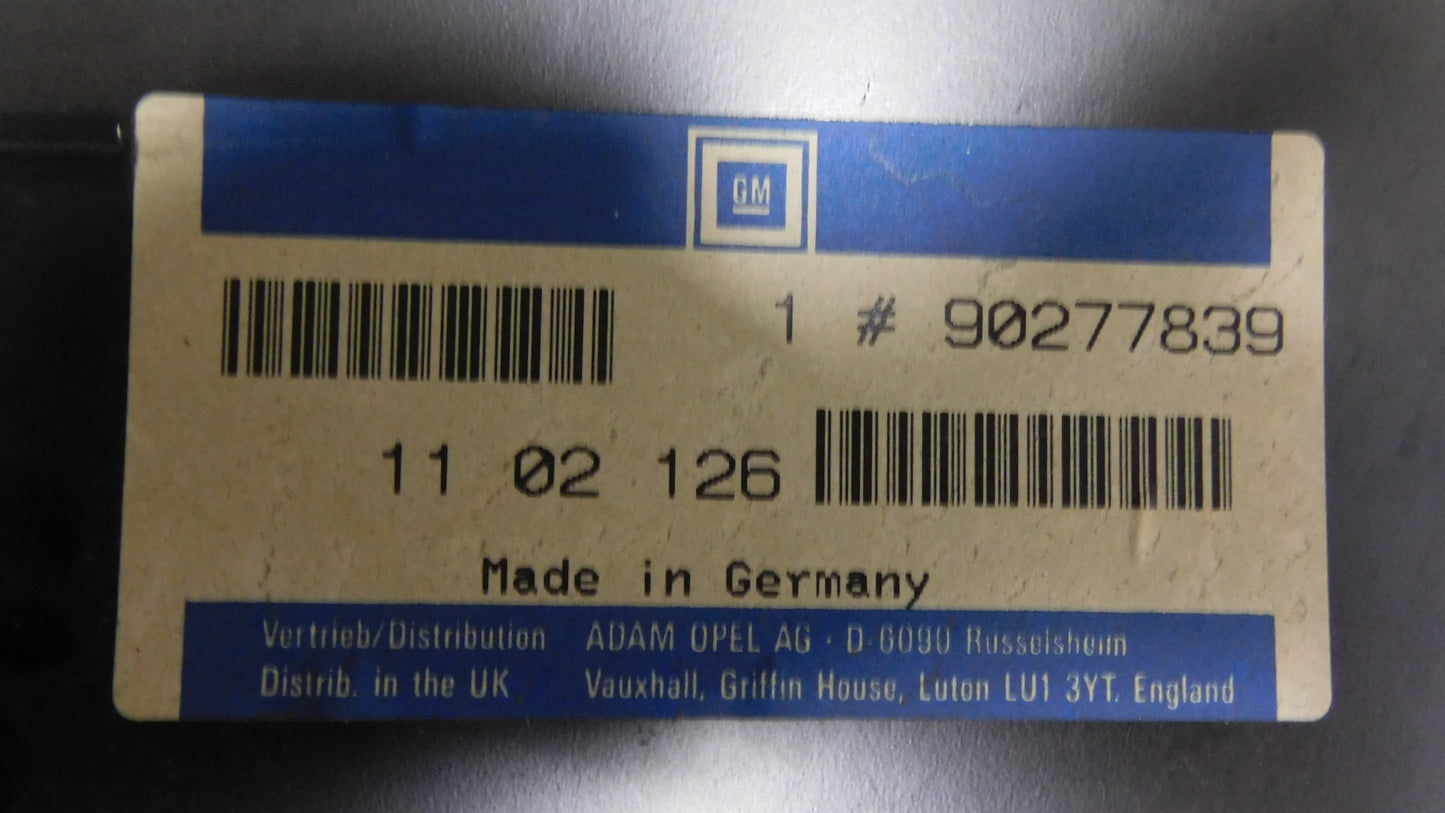 GM
1 # 90277839
11 02 126
Made in Germany
Vertrieb/Distribution ADAM OPEL AG · D-6090 Rüsselsheim
Distrib. in the UK Vauxhall, Griffin House, Luton LU1 3YT. England